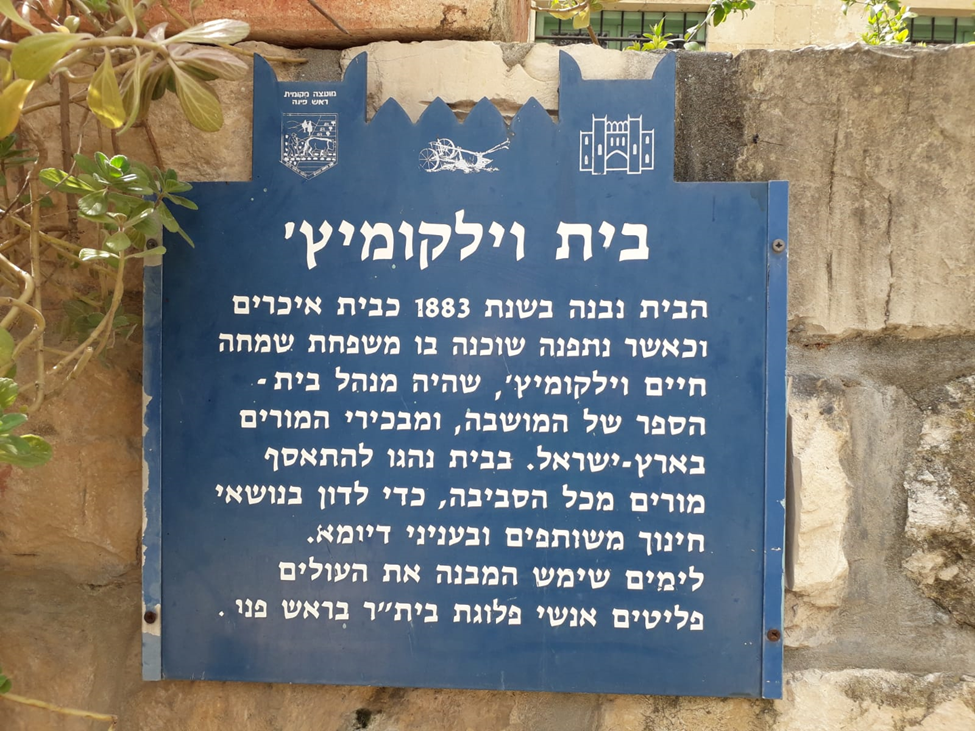 מועצה מקומית
ראש פינה
בית וילקומיץ׳
הבית נבנה בשנת 1883 כבית איכרים
וכאשר נתפנה שוכנה בו משפחת שמחה
חיים וילקומיץ׳, שהיה מנהל בית-
הספר של המושבה, ומבכירי המורים
בארץ-ישראל. בבית נהגו להתאסף
מורים מכל הסביבה, כדי לדון בנושאי
חינוך משותפים ובעניני דיומא.
לימים שימש המבנה את העולים
פליטים אנשי פלוגת בית״ר בראש פנו.